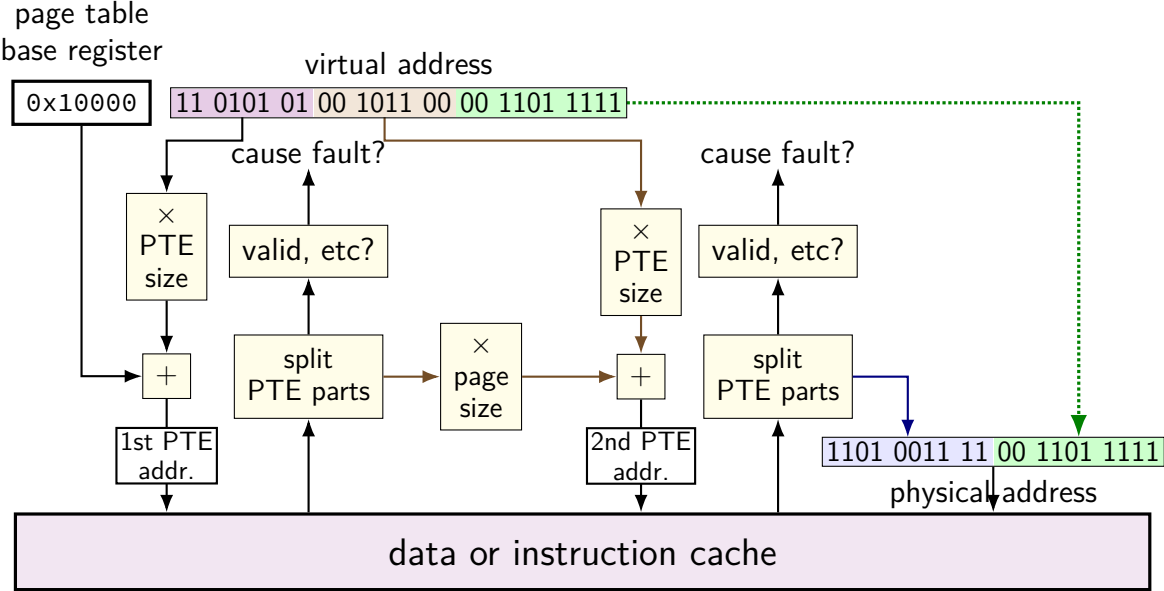 page table
base register
0x10000
virtual address
11 0101 01 00 1011 00 00 1101 1111
cause fault?
cause fault?
×
PTE
size
valid, etc?
×
PTE
size
valid, etc?
+
split
PTE parts
×
page
size
+
split
PTE parts
1st PTE
addr.
2nd PTE
addr.
1101 0011 11 00 1101 1111
physical address
data or instruction cache